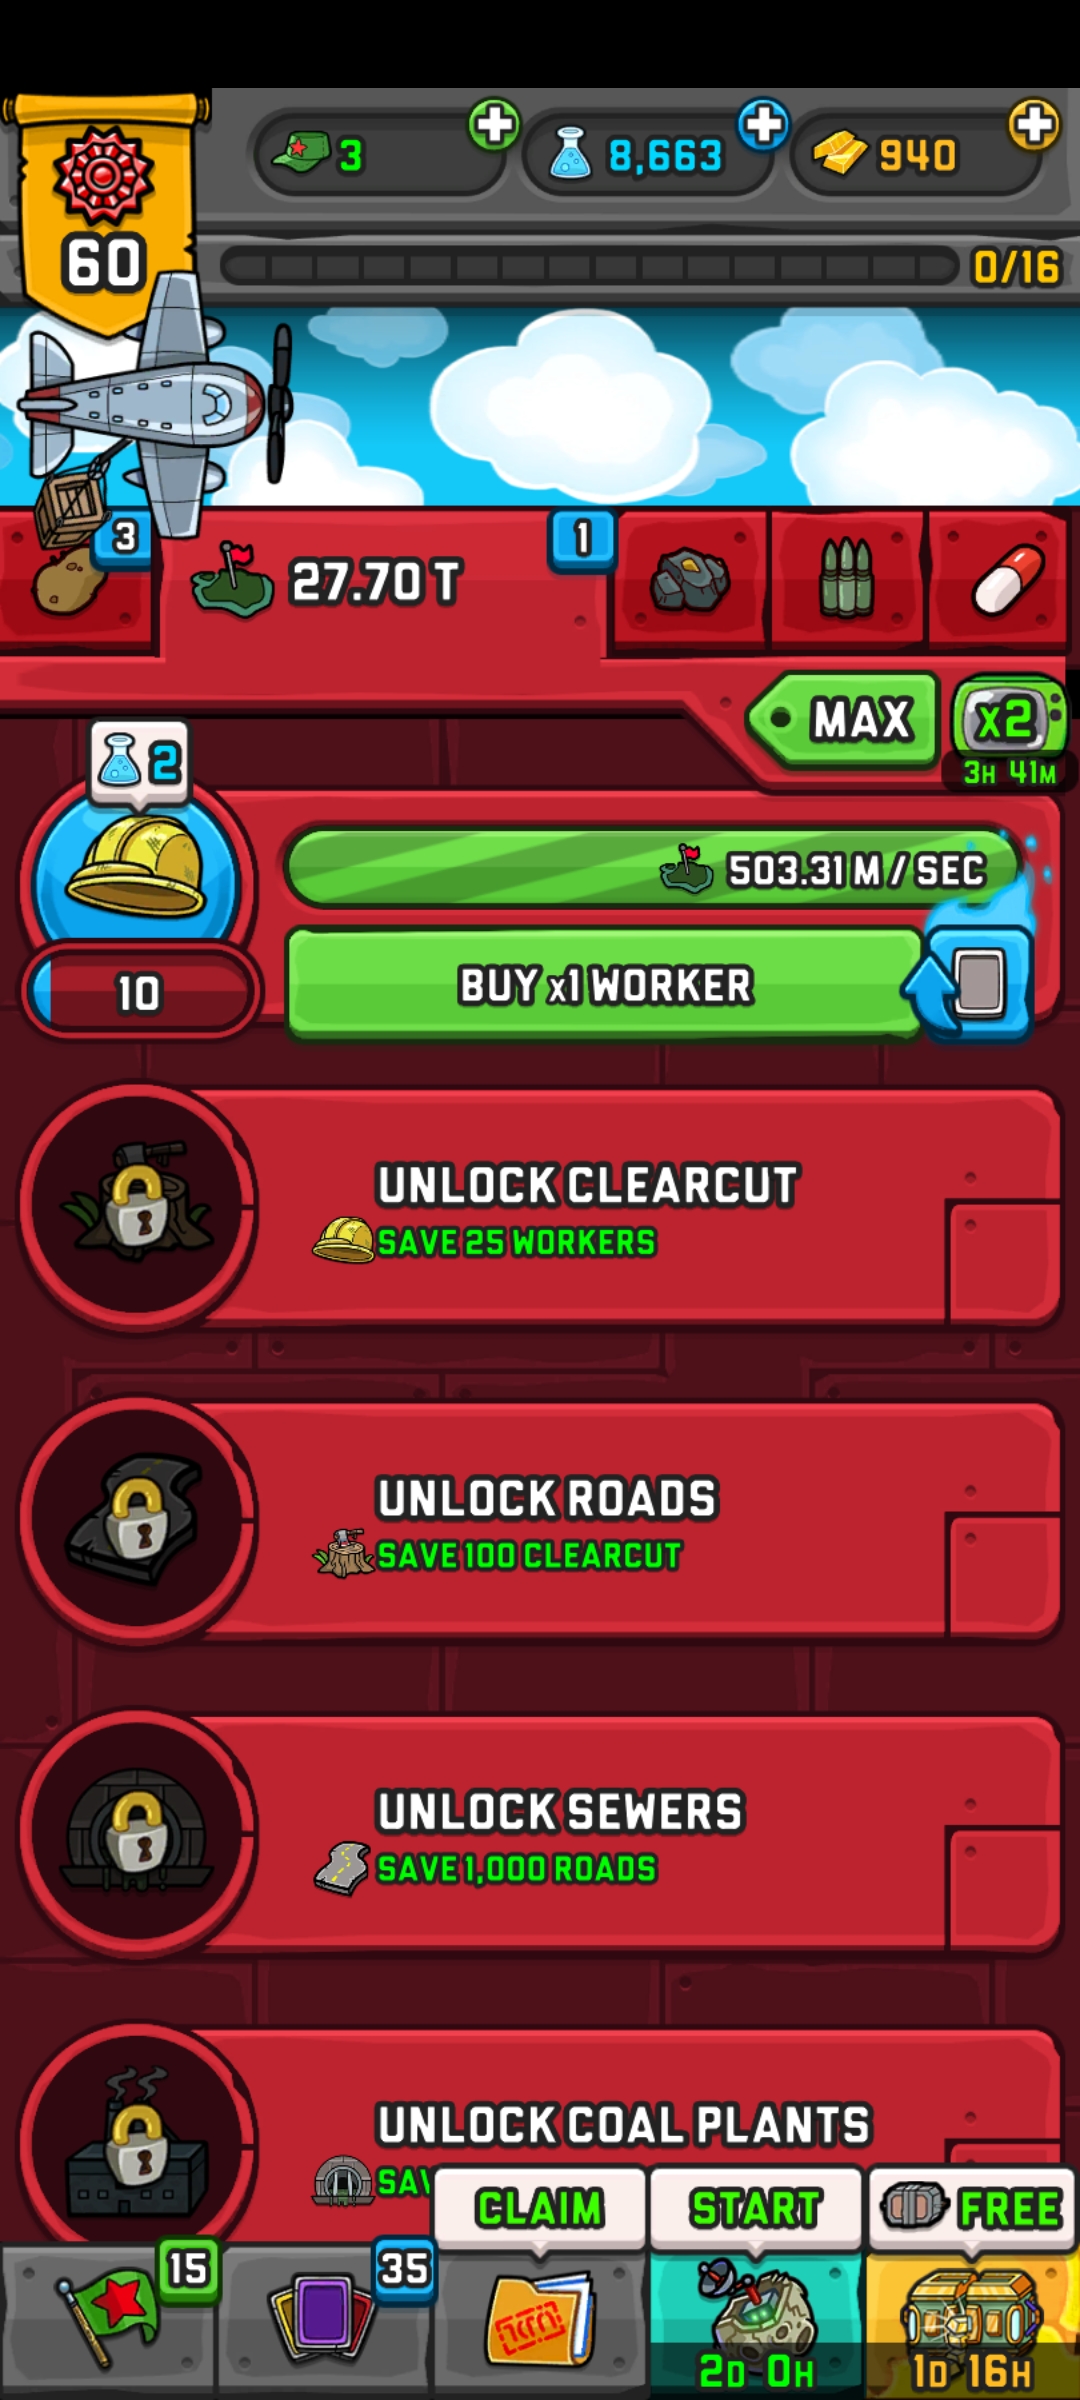 3
8,663
940
60
0/16
3
27.70 T
1
MAX
x2
3H 41M
2
503.31 M / SEC
10
BUY x1 WORKER
UNLOCK CLEARCUT
SAVE 25 WORKERS
UNLOCK ROADS
SAVE 100 CLEARCUT
UNLOCK SEWERS
SAVE 1,000 ROADS
UNLOCK COAL PLANTS
SAV
CLAIM
START
FREE
15
35
2D 0H
1D 16H